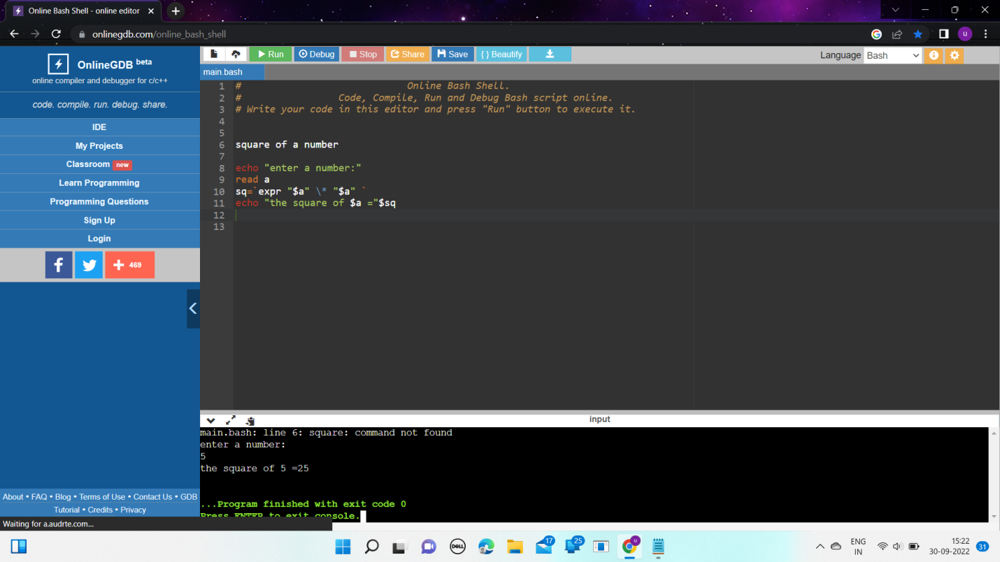 Online Bash Shell - online editor
onlinegdb.com/online_bash_shell
u
OnlineGDB beta
online compiler and debugger for c/c++
code. compile. run. debug. share.
IDE
My Projects
Classroom new
Learn Programming
Programming Questions
Sign Up
Login
469
About • FAQ • Blog • Terms of Use • Contact Us • GDB
Tutorial • Credits • Privacy
Waiting for a.audrte.com...
Run Debug Stop Share Save { } Beautify
Language Bash
main.bash
1 # Online Bash Shell.
2 # Code, Compile, Run and Debug Bash script online.
3 # Write your code in this editor and press "Run" button to execute it.
4
5
6 square of a number
7
8 echo "enter a number:"
9 read a
10 sq=`expr "$a" \* "$a" `
11 echo "the square of $a ="$sq
12
13
input
main.bash: line 6: square: command not found
enter a number:
5
the square of 5 =25
...Program finished with exit code 0
Press ENTER to exit console.
DELL
17
25
u
ENG
IN
15:22
30-09-2022
31